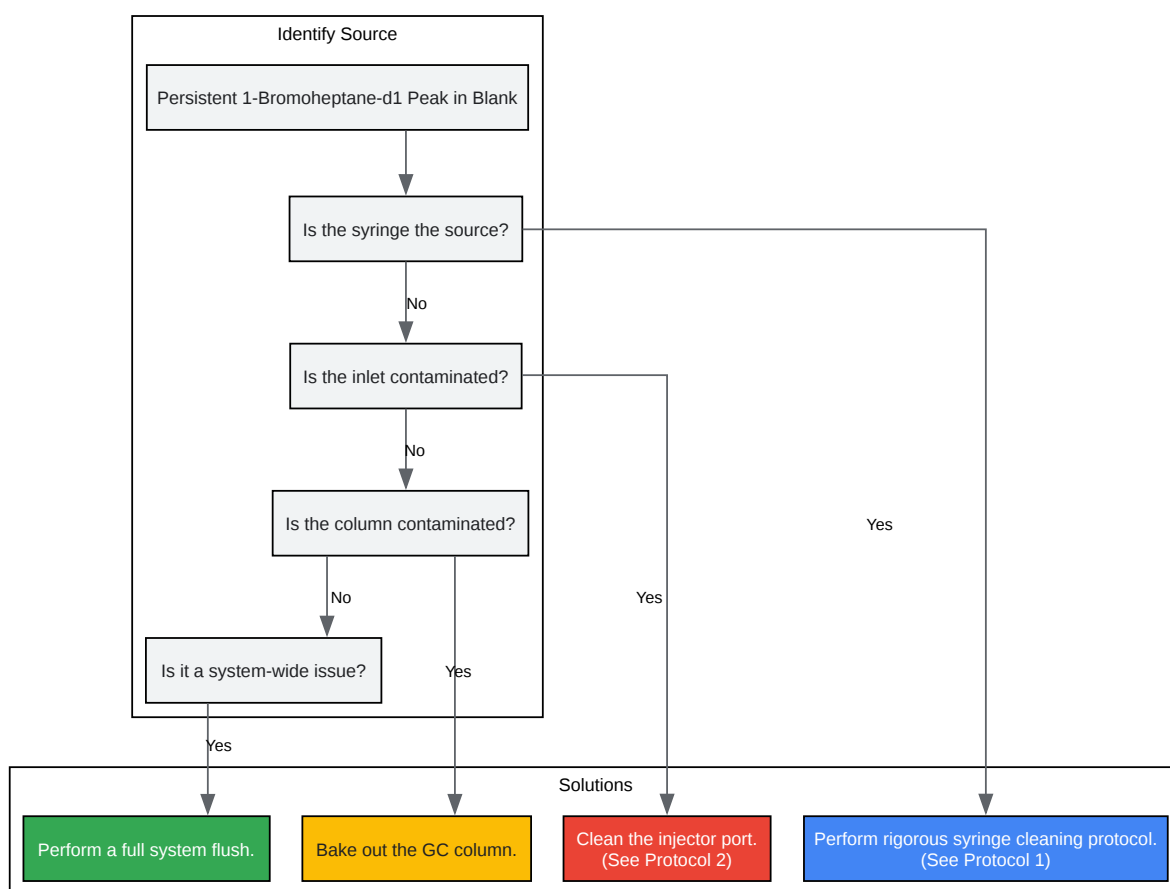 Identify Source
Persistent 1-Bromoheptane-d1 Peak in Blank
Is the syringe the source?
No
Is the inlet contaminated?
No
Is the column contaminated?
Yes
No
Yes
Is it a system-wide issue?
Yes
Yes
Solutions
Perform a full system flush.
Bake out the GC column.
Clean the injector port.
(See Protocol 2)
Perform rigorous syringe cleaning protocol.
(See Protocol 1)